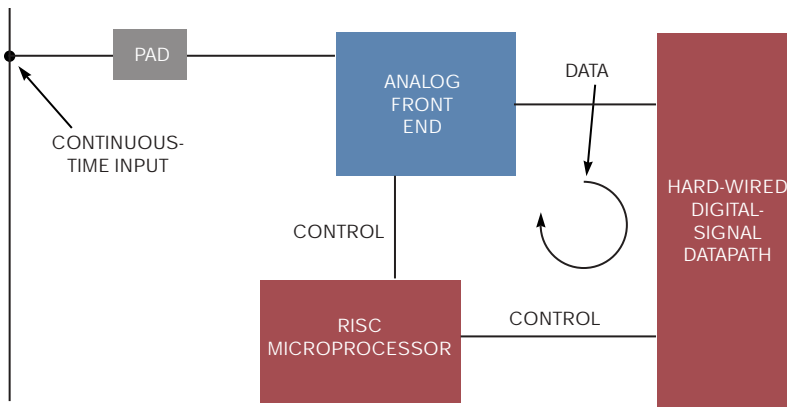 PAD
ANALOG
FRONT
END
DATA
CONTINUOUS-
TIME INPUT
HARD-WIRED
DIGITAL-
SIGNAL
DATAPATH
CONTROL
RISC
MICROPROCESSOR
CONTROL